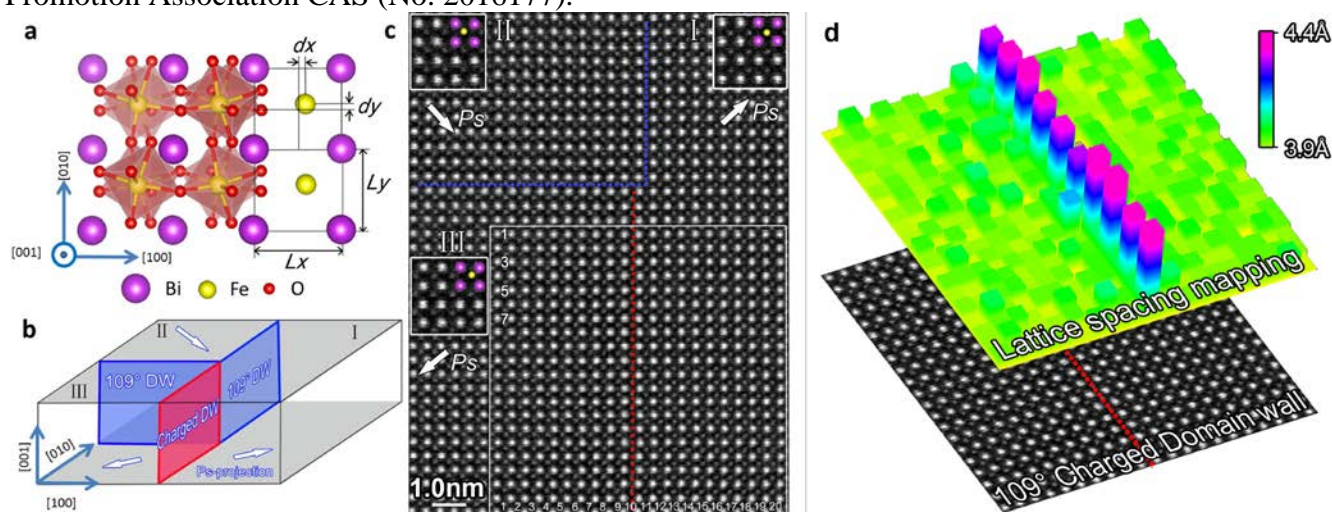 Promotion Association CAS (No. 2016177).
a
dx
dy
Ly
Lx
[010]
[001]
[100]
Bi
Fe
O
b
II
I
III
109° DW
109° DW
Charged DW
Ps-projection
[001]
[010]
[100]
c
II
I
Ps
Ps
III
Ps
1
3
5
7
1.0nm
1 2 3 4 5 6 7 8 9 10 11 12 13 14 15 16 17 18 19 20
d
4.4Å
3.9Å
Lattice spacing mapping
109° Charged Domain wall